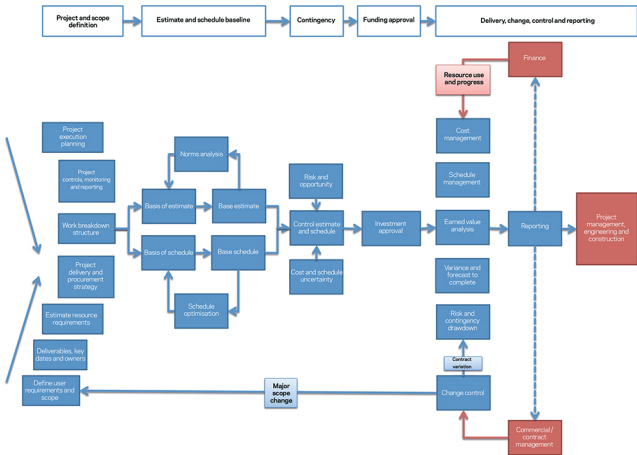 Project and scope
definition
Estimate and schedule baseline
Contingency
Funding approval
Delivery, change, control and reporting
Finance
Resource use
and progress
Project
execution
planning
Cost
management
Norms analysis
Project
controls, monitoring
and reporting
Risk and
opportunity
Schedule
management
Basis of estimate
Base estimate
Work breakdown
structure
Control estimate
and schedule
Investment
approval
Earned value
analysis
Reporting
Project
management,
engineering and
construction
Basis of schedule
Base schedule
Project
delivery and
procurement
strategy
Cost and schedule
uncertainty
Variance and
forecast to
complete
Schedule
optimisation
Estimate resource
requirements
Risk and
contingency
drawdown
Deliverables, key
dates and owners
Contract
variation
Define user
requirements and
scope
Major
scope
change
Change control
Commercial/
contract
management